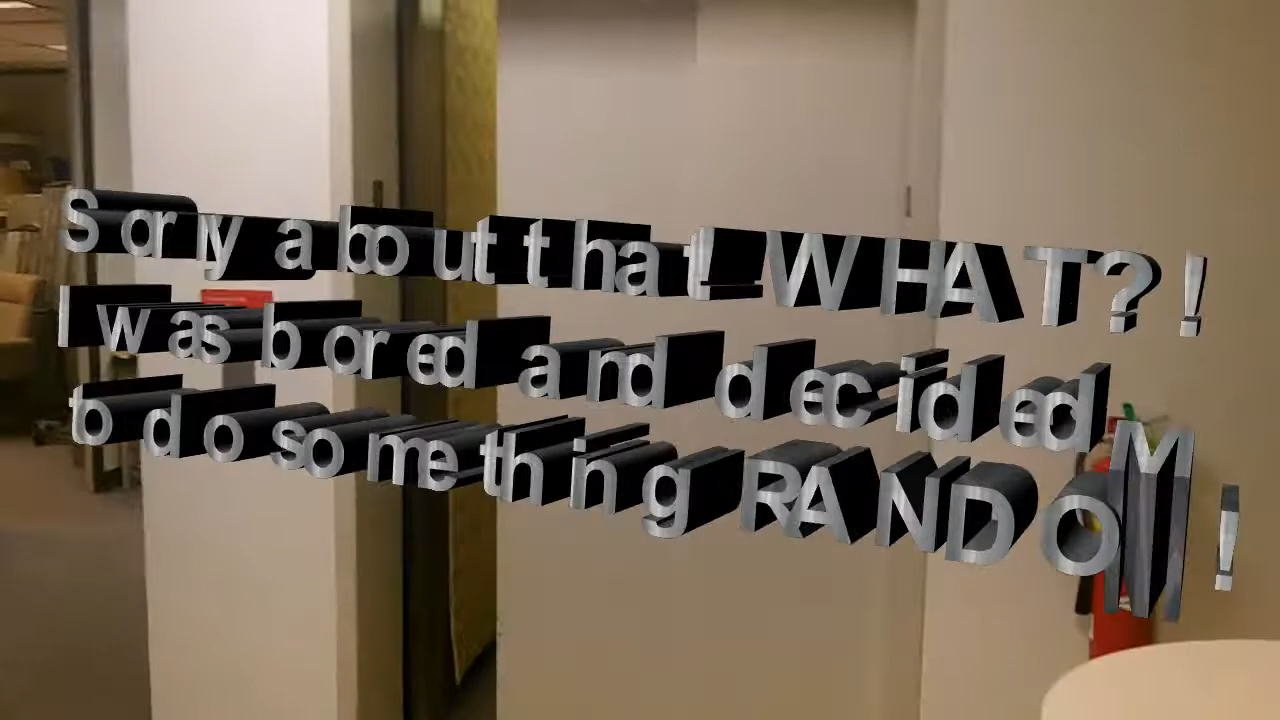 Sorry about that! WHAT?!
I was bored and decided
to do something RANDOM!